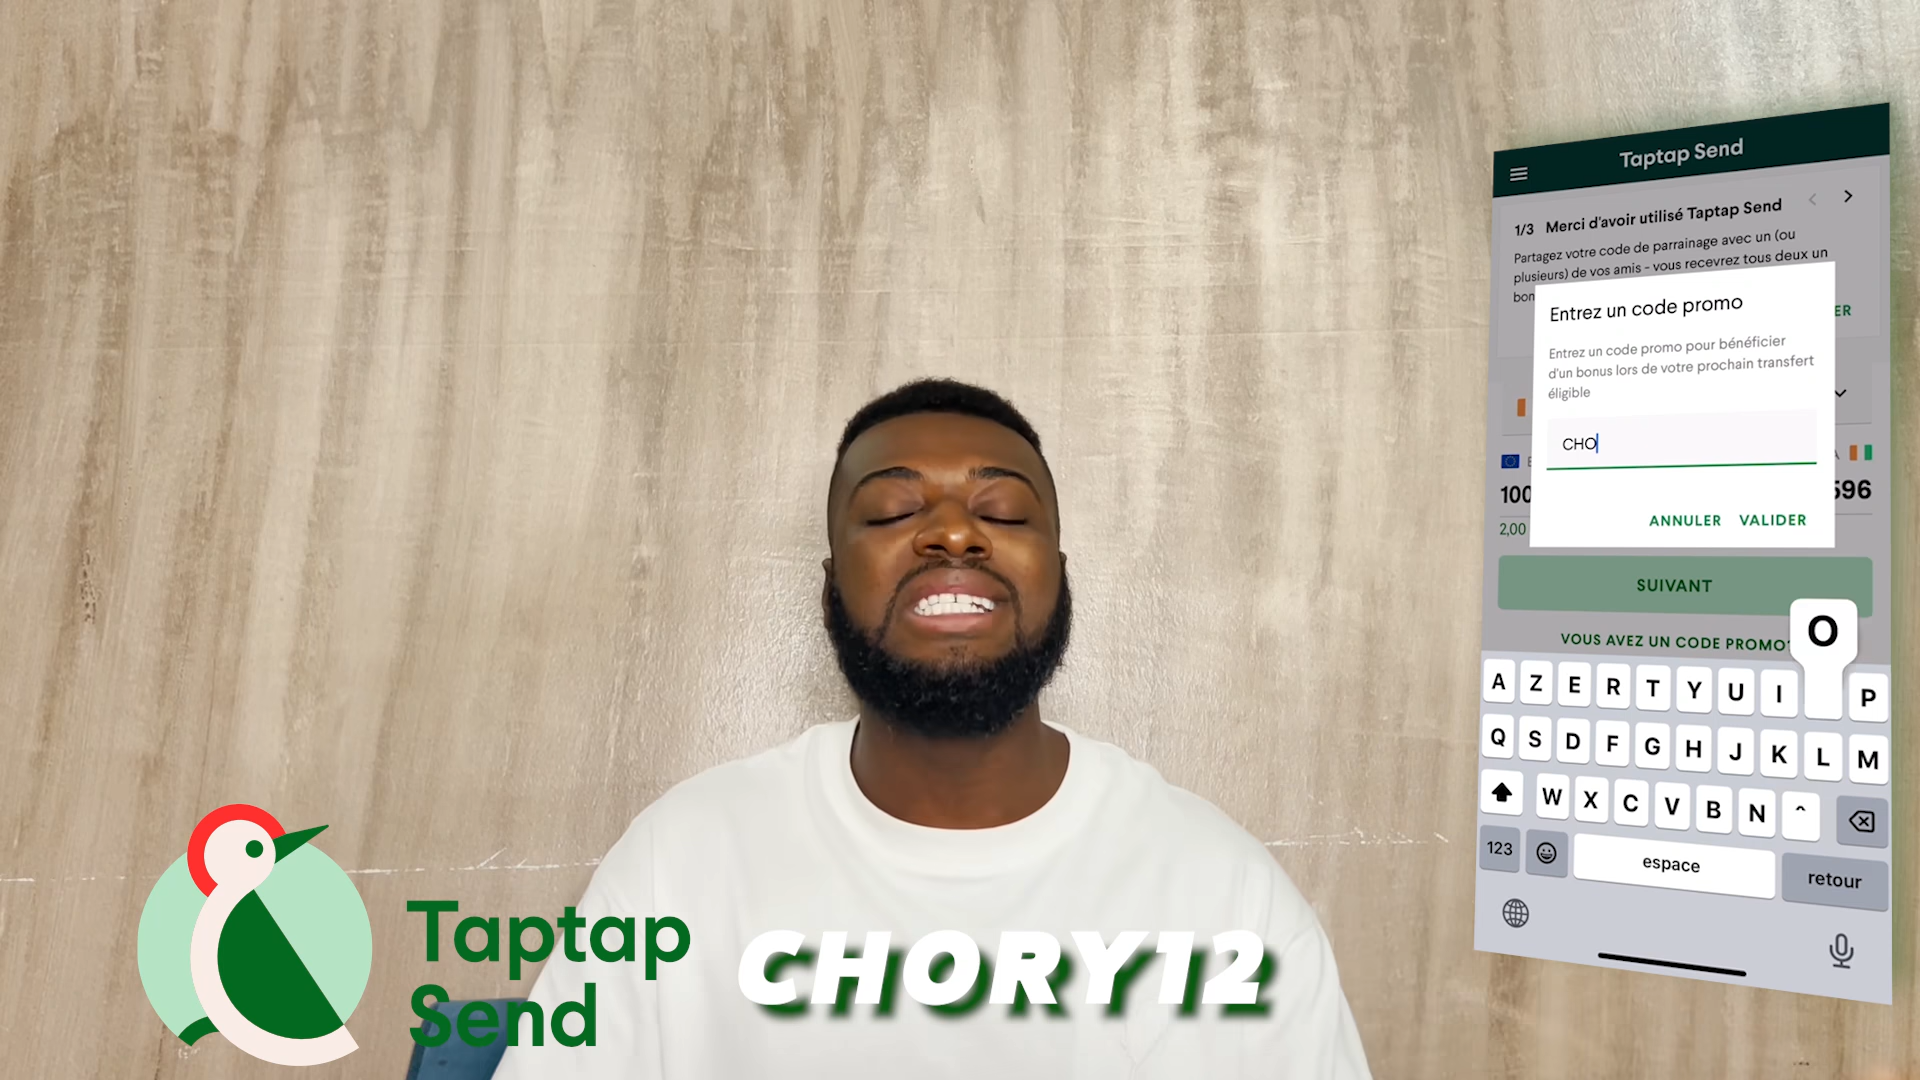 Taptap Send
1/3 Merci d'avoir utilisé Taptap Send
Partagez votre code de parrainage avec un (ou
plusieurs) de vos amis - vous recevrez tous deux un
bon
ER
Entrez un code promo
Entrez un code promo pour bénéficier
d'un bonus lors de votre prochain transfert
éligible
CHO
100
596
2,00
ANNULER VALIDER
SUIVANT
VOUS AVEZ UN CODE PROMO?
O
A Z E R T Y U I P
Q S D F G H J K L M
W X C V B N ^
123 espace retour
Taptap
Send
CHORY12